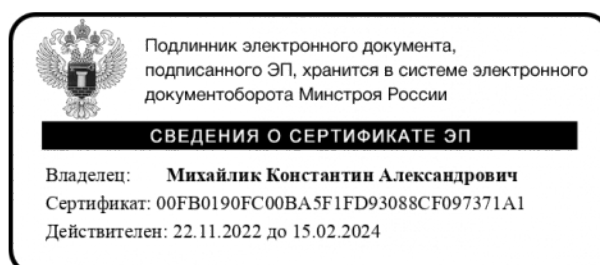 Подлинник электронного документа,
подписанного ЭП, хранится в системе электронного
документоборота Минстроя России
СВЕДЕНИЯ О СЕРТИФИКАТЕ ЭП
Владелец: Михайлик Константин Александрович
Сертификат: 00FB0190FC00BA5F1FD93088CF097371A1
Действителен: 22.11.2022 до 15.02.2024